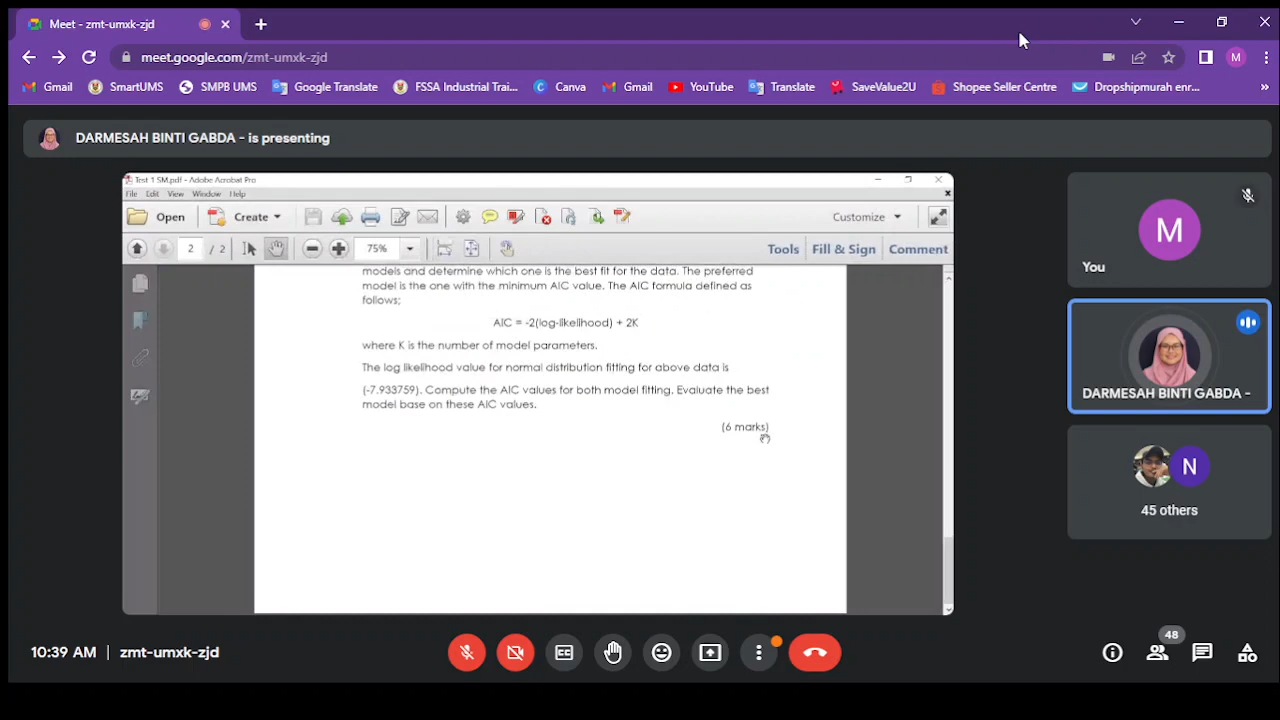 Meet - zmt-umxk-zjd
meet.google.com/zmt-umxk-zjd
M
Gmail
SmartUMS
SMPB UMS
Google Translate
FSSA Industrial Trai...
Canva
Gmail
YouTube
Translate
SaveValue2U
Shopee Seller Centre
Dropshipmurah enr...
»
DARMESAH BINTI GABDA - is presenting
Test 1 SM.pdf - Adobe Acrobat Pro
File Edit View Window Help
Open
Create
Customize
2 / 2
75%
Tools
Fill & Sign
Comment
models and determine which one is the best fit for the data. The preferred
model is the one with the minimum AIC value. The AIC formula defined as
follows;
AIC = -2(log-likelihood) + 2K
where K is the number of model parameters.
The log likelihood value for normal distribution fitting for above data is
(-7.933759). Compute the AIC values for both model fitting. Evaluate the best
model base on these AIC values.
(6 marks)
M
You
DARMESAH BINTI GABDA -
N
45 others
10:39 AM | zmt-umxk-zjd
48